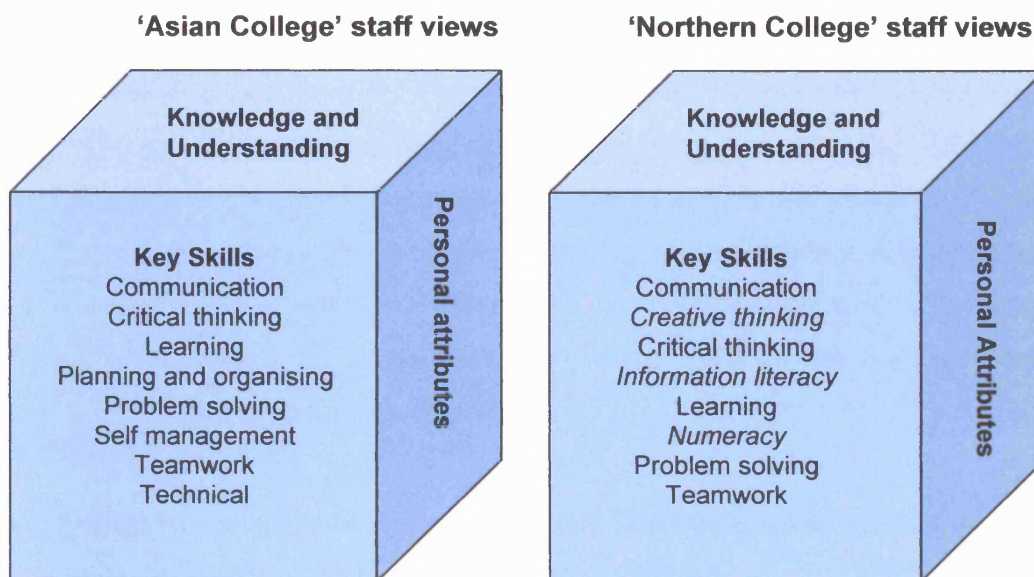 ‘Asian College’ staff views
Knowledge and
Understanding
Key Skills
Communication
Critical thinking
Learning
Planning and organising
Problem solving
Self management
Teamwork
Technical
Personal attributes
‘Northern College’ staff views
Knowledge and
Understanding
Key Skills
Communication
Creative thinking
Critical thinking
Information literacy
Learning
Numeracy
Problem solving
Teamwork
Personal Attributes